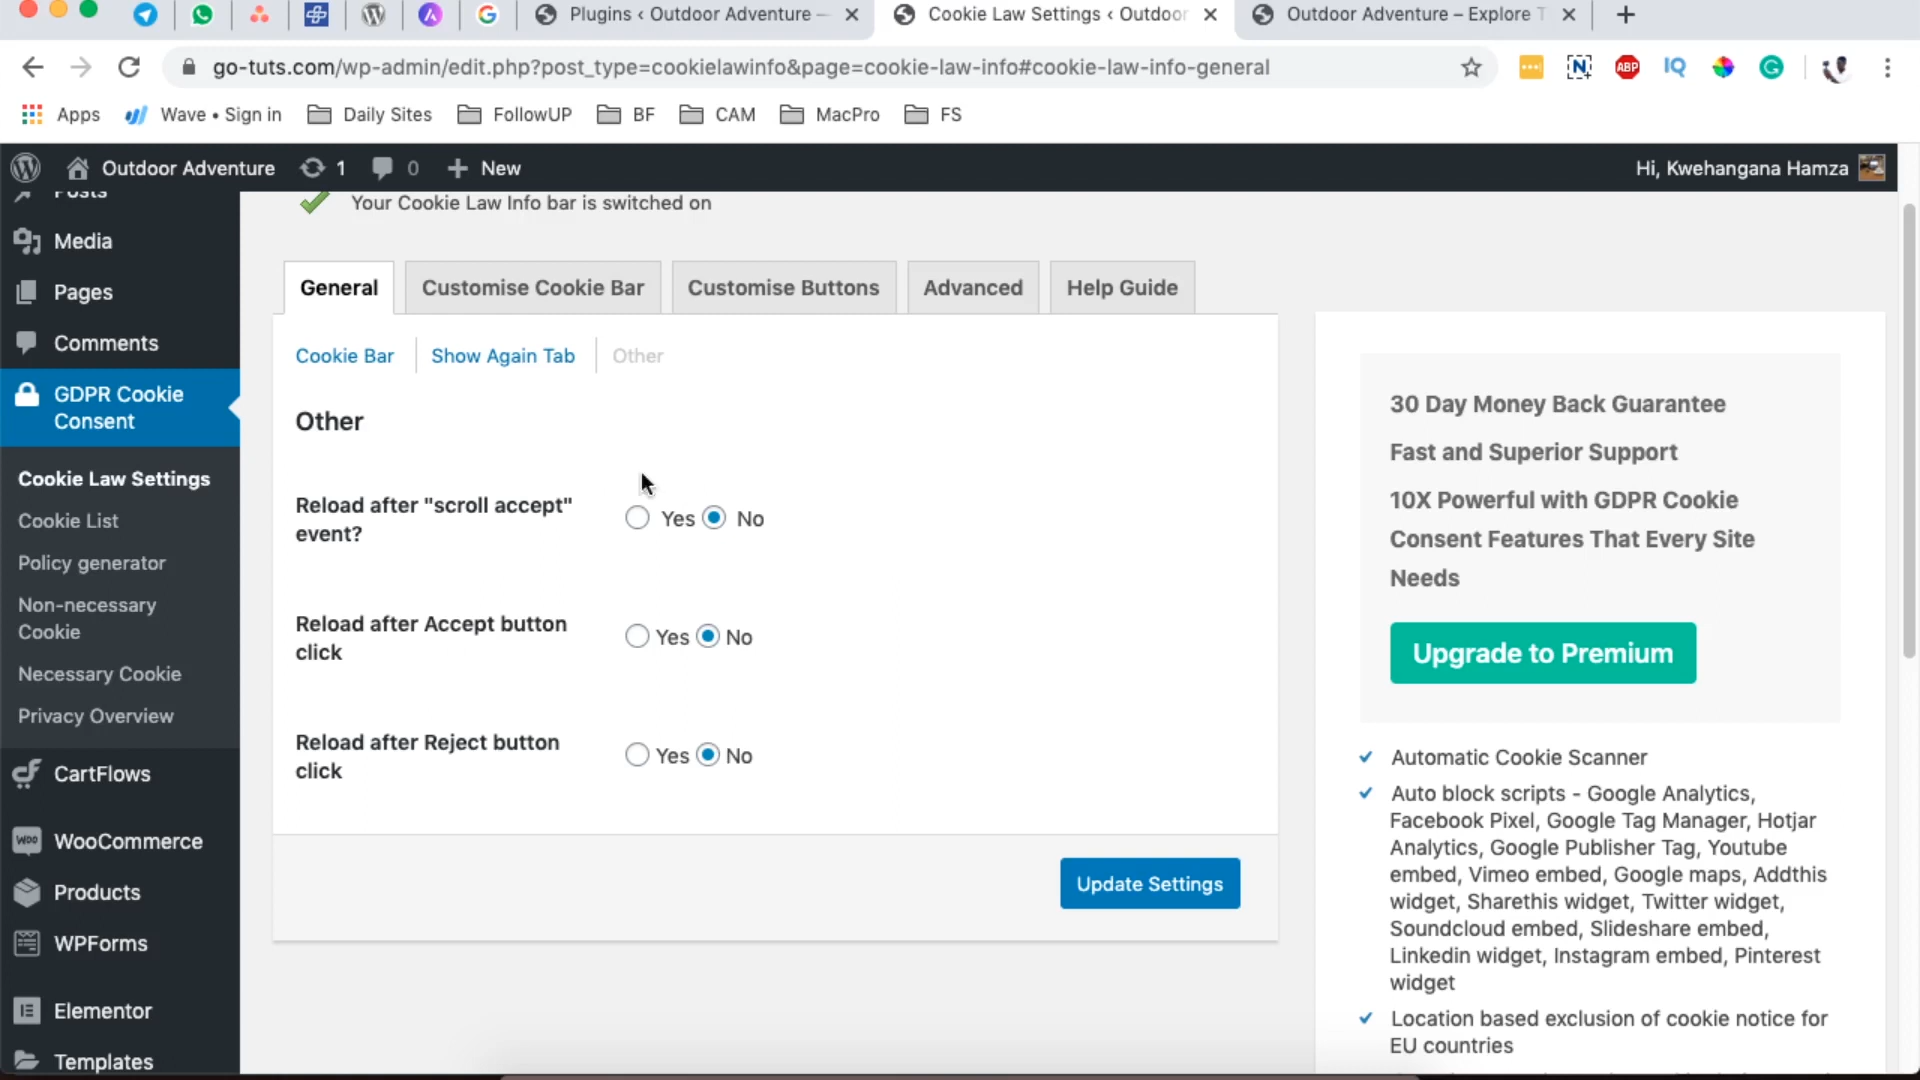 Plugins ‹ Outdoor Adventure —
Cookie Law Settings ‹ Outdoor
Outdoor Adventure – Explore T
go-tuts.com/wp-admin/edit.php?post_type=cookielawinfo&page=cookie-law-info#cookie-law-info-general
ABP
IQ
Apps
Wave • Sign in
Daily Sites
FollowUP
BF
CAM
MacPro
FS
Outdoor Adventure
1
0
New
Hi, Kwehangana Hamza
Posts
Media
Pages
Comments
GDPR Cookie
Consent
Cookie Law Settings
Cookie List
Policy generator
Non-necessary
Cookie
Necessary Cookie
Privacy Overview
CartFlows
WooCommerce
Products
WPForms
Elementor
Templates
Your Cookie Law Info bar is switched on
General
Customise Cookie Bar
Customise Buttons
Advanced
Help Guide
Cookie Bar
Show Again Tab
Other
Other
Reload after "scroll accept"
event?
Yes
No
Reload after Accept button
click
Yes
No
Reload after Reject button
click
Yes
No
Update Settings
30 Day Money Back Guarantee
Fast and Superior Support
10X Powerful with GDPR Cookie
Consent Features That Every Site
Needs
Upgrade to Premium
Automatic Cookie Scanner
Auto block scripts - Google Analytics,
Facebook Pixel, Google Tag Manager, Hotjar
Analytics, Google Publisher Tag, Youtube
embed, Vimeo embed, Google maps, Addthis
widget, Sharethis widget, Twitter widget,
Soundcloud embed, Slideshare embed,
Linkedin widget, Instagram embed, Pinterest
widget
Location based exclusion of cookie notice for
EU countries